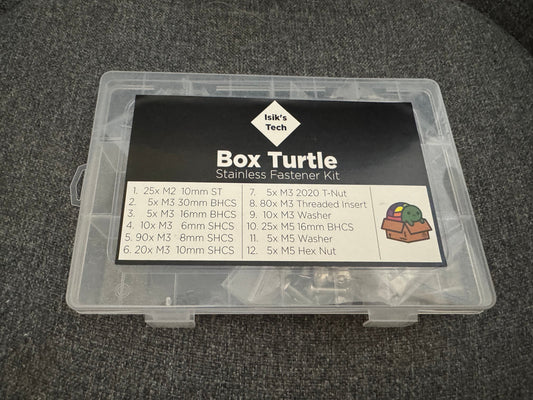 Isik's
Tech
Box Turtle
Stainless Fastener Kit
1. 25x M2 10mm ST
2. 5x M3 30mm BHCS
3. 5x M3 16mm BHCS
4. 10x M3 6mm SHCS
5. 90x M3 8mm SHCS
6. 20x M3 10mm SHCS
7. 5x M3 2020 T-Nut
8. 80x M3 Threaded Insert
9. 10x M3 Washer
10. 25x M5 16mm BHCS
11. 5x M5 Washer
12. 5x M5 Hex Nut